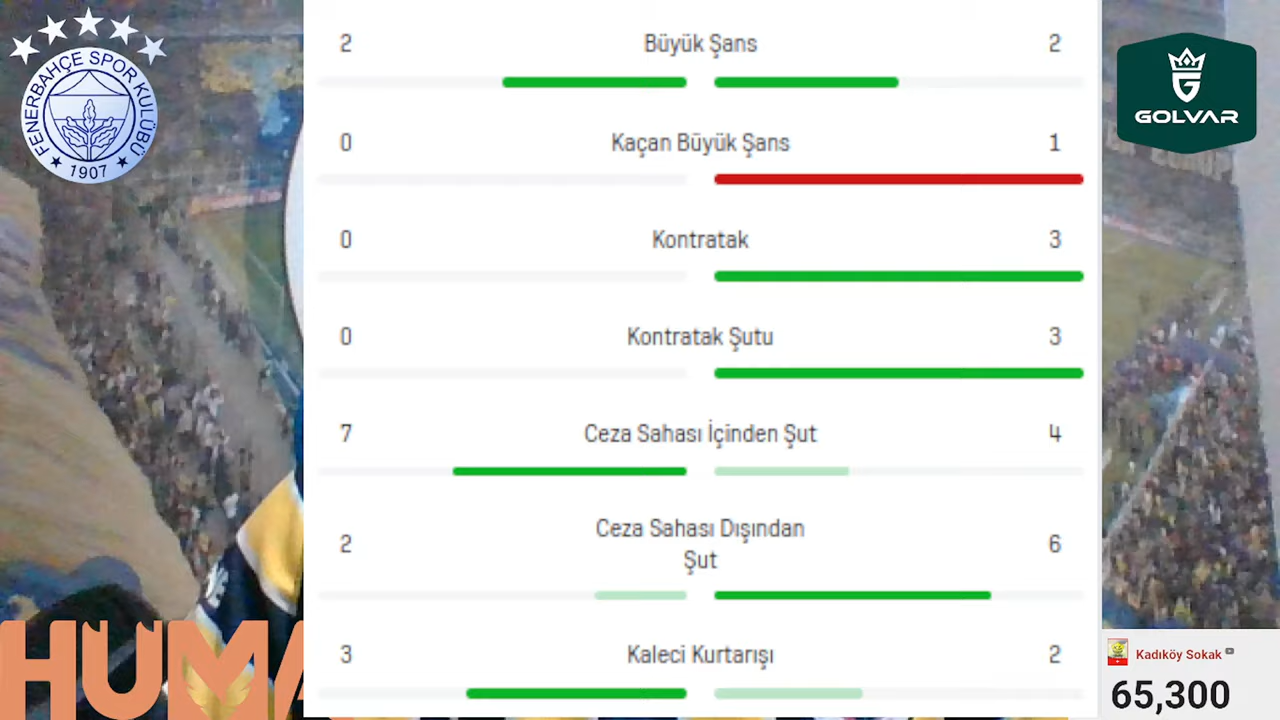 FENERBAHÇE SPOR KULÜBÜ
1907
2 Büyük Şans 2
0 Kaçan Büyük Şans 1
0 Kontratak 3
0 Kontratak Şutu 3
7 Ceza Sahası İçinden Şut 4
2 Ceza Sahası Dışından 6
Şut
3 Kaleci Kurtarışı 2
GOLVAR
HUMA
Kadıköy Sokak
65,300